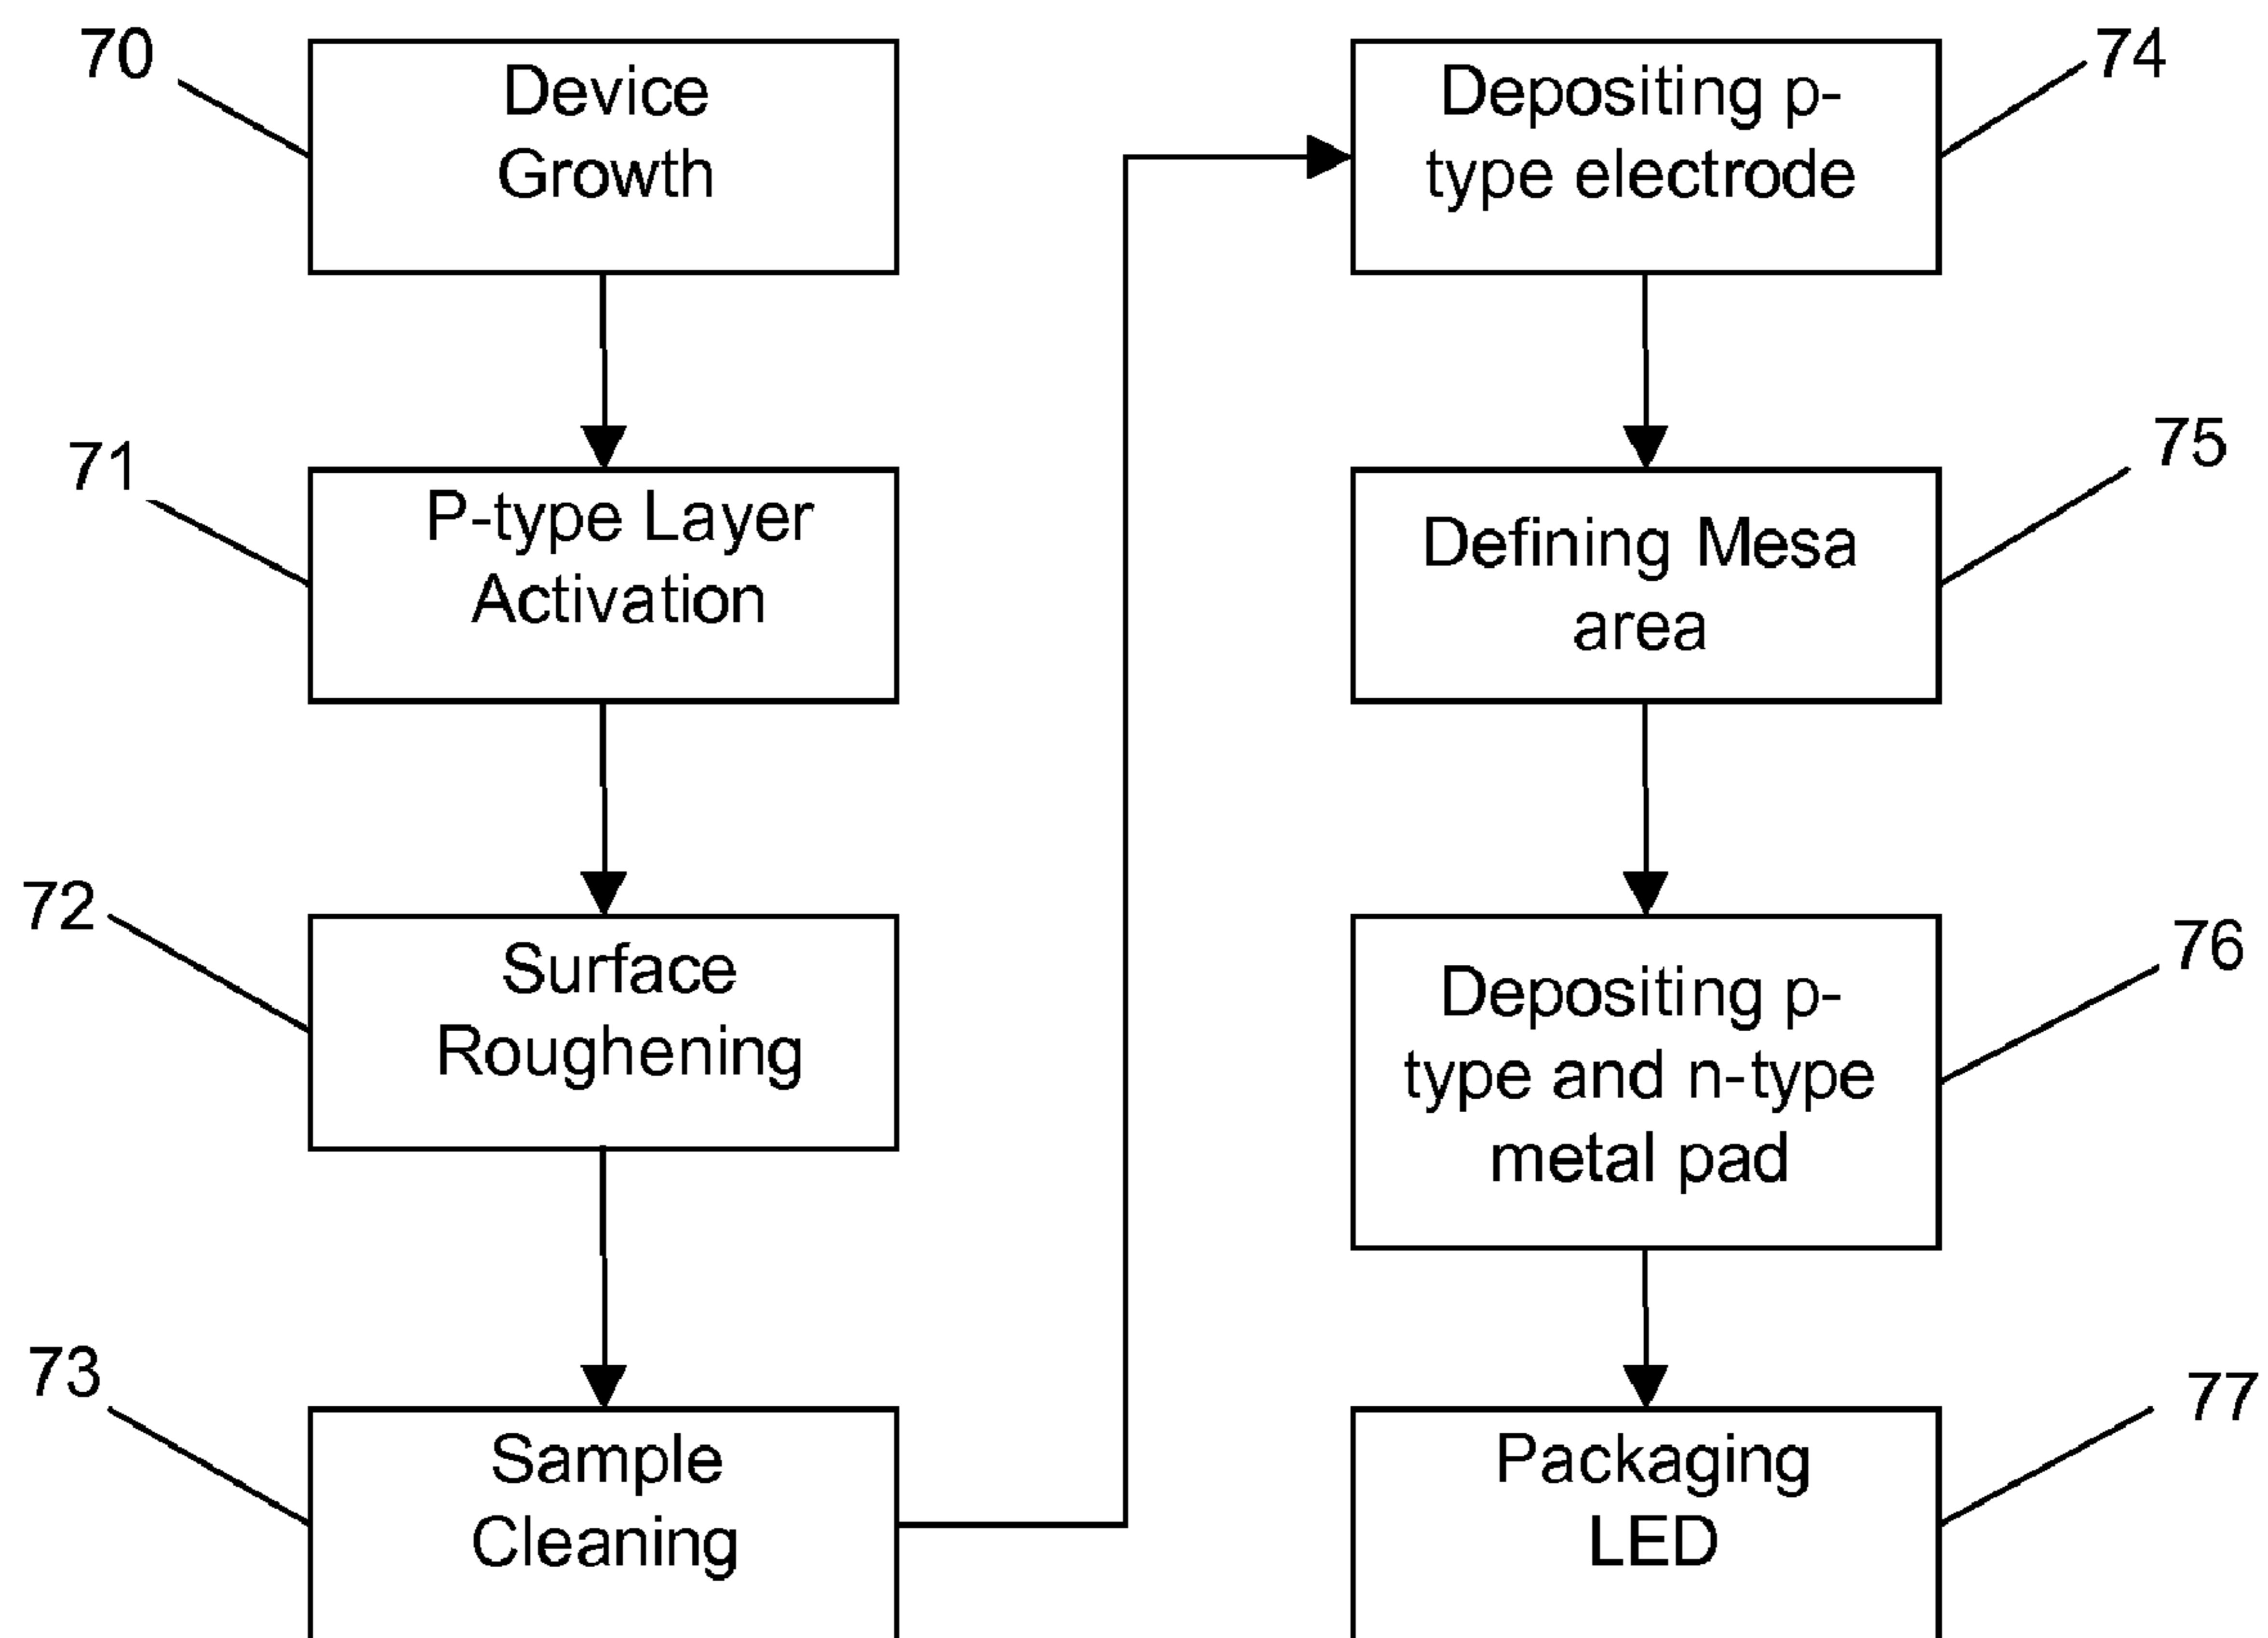 70
Device
Growth
71
P-type Layer
Activation
72
Surface
Roughening
73
Sample
Cleaning
74
Depositing p-
type electrode
75
Defining Mesa
area
76
Depositing p-
type and n-type
metal pad
77
Packaging
LED